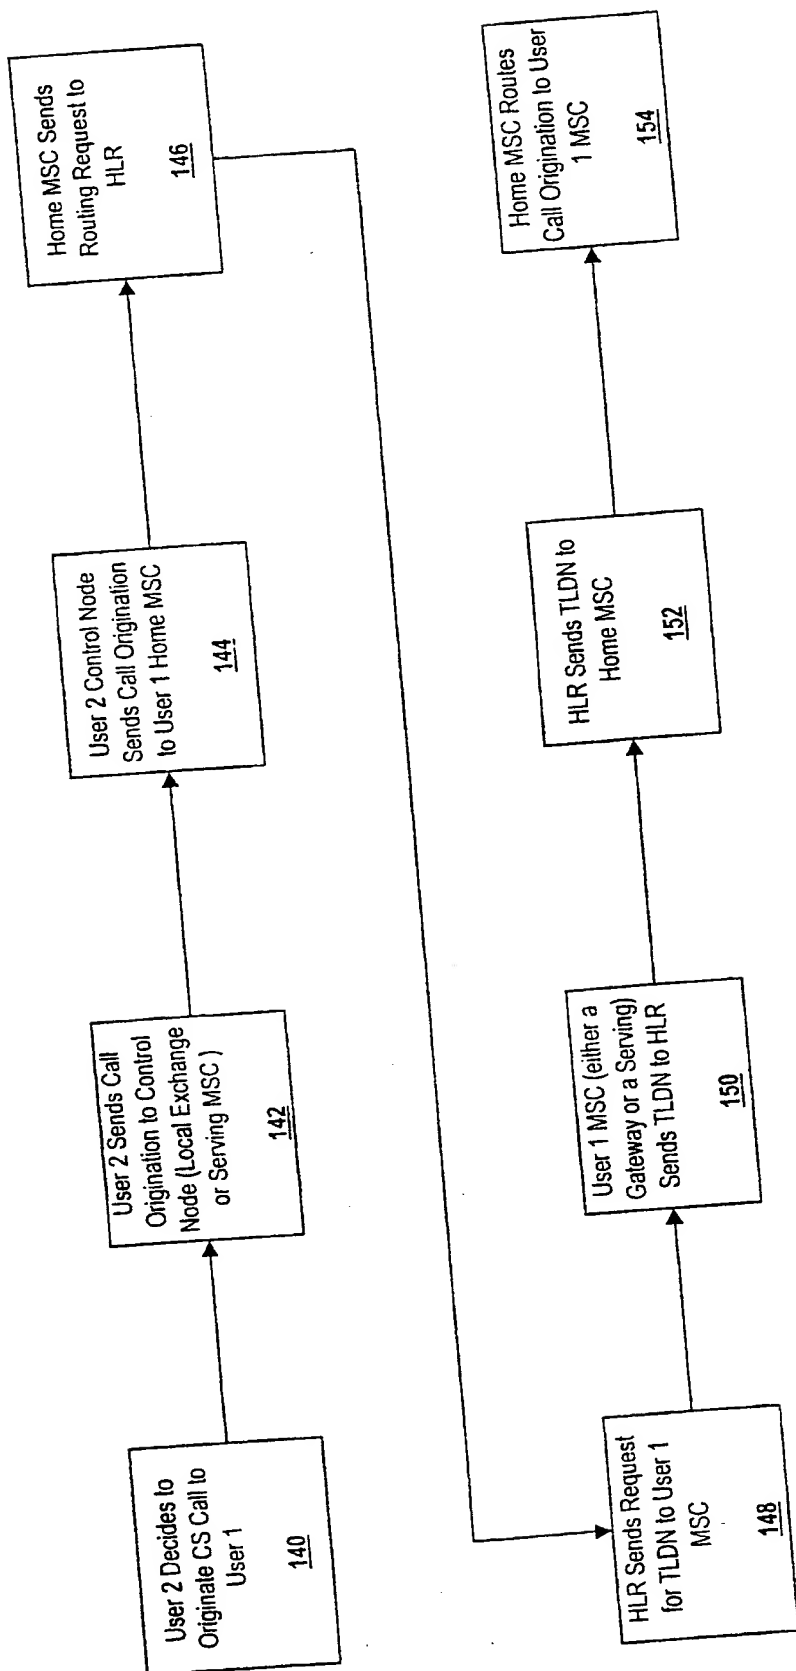 User 2 Decides to
Originate CS Call to
User 1
140
User 2 Sends Call
Origination to Control
Node (Local Exchange
or Serving MSC )
142
User 2 Control Node
Sends Call Origination
to User 1 Home MSC
144
Home MSC Sends
Routing Request to
HLR
146
HLR Sends Request
for TLDN to User 1
MSC
148
User 1 MSC (either a
Gateway or a Serving)
Sends TLDN to HLR
150
HLR Sends TLDN to
Home MSC
152
Home MSC Routes
Call Origination to User
1 MSC
154